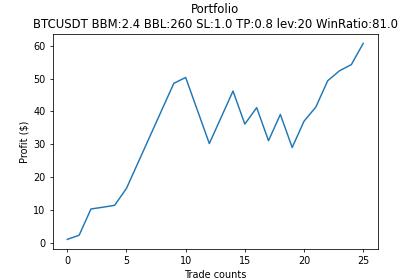 Portfolio
BTCUSDT BBM:2.4 BBL:260 SL:1.0 TP:0.8 lev:20 WinRatio:81.0
60
50
40
30
20
10
0
Profit ($)
0 5 10 15 20 25
Trade counts